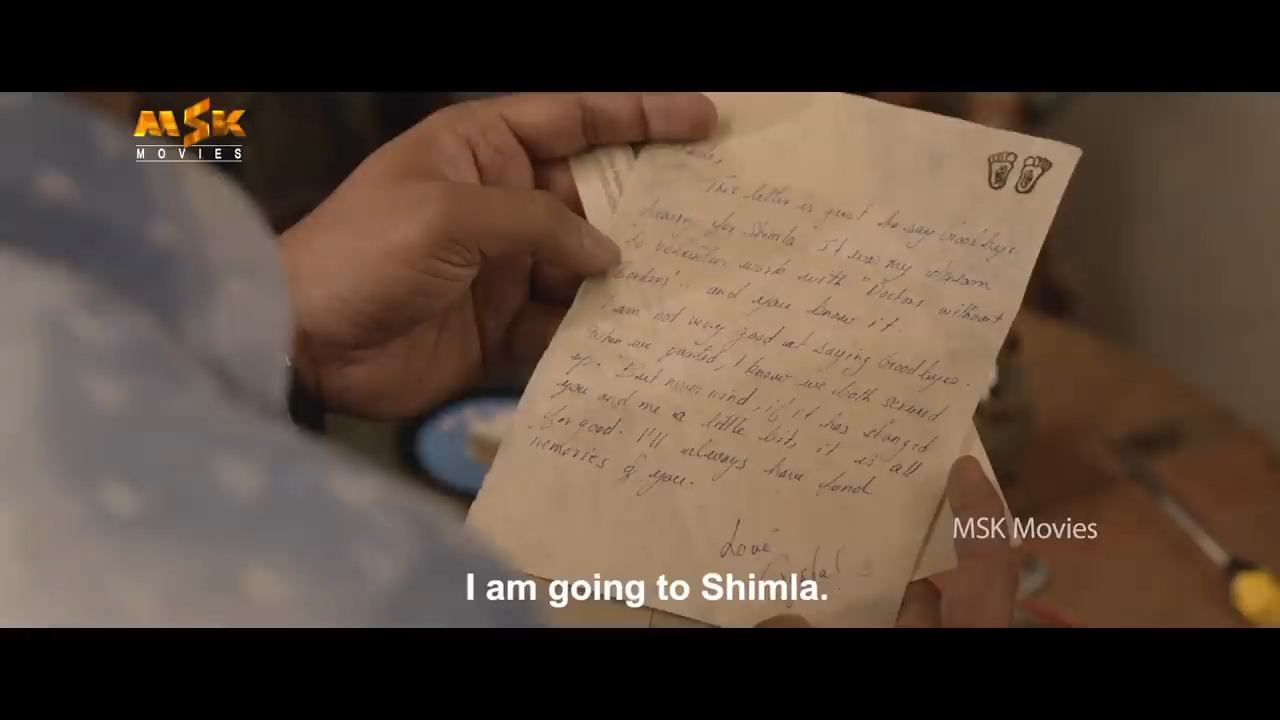 MSK
MOVIES
This letter is just to say Goodbye.
leaving for Shimla. It was my dream
to volunteer work with "Doctors without
Borders".. and you know it.
I am not very good at saying Goodbyes.
When we parted, I know we both screwed
up. But never mind, if it has changed
you and me a little bit, it is all
for good. I'll always have fond
memories of you.
Love
MSK Movies
I am going to Shimla.